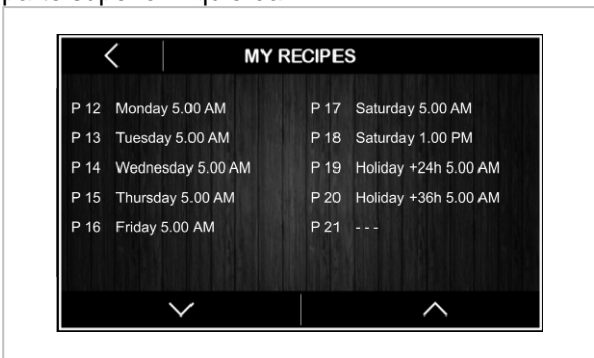 MY RECIPES
P 12 Monday 5.00 AM
P 13 Tuesday 5.00 AM
P 14 Wednesday 5.00 AM
P 15 Thursday 5.00 AM
P 16 Friday 5.00 AM
P 17 Saturday 5.00 AM
P 18 Saturday 1.00 PM
P 19 Holiday +24h 5.00 AM
P 20 Holiday +36h 5.00 AM
P 21 - - -